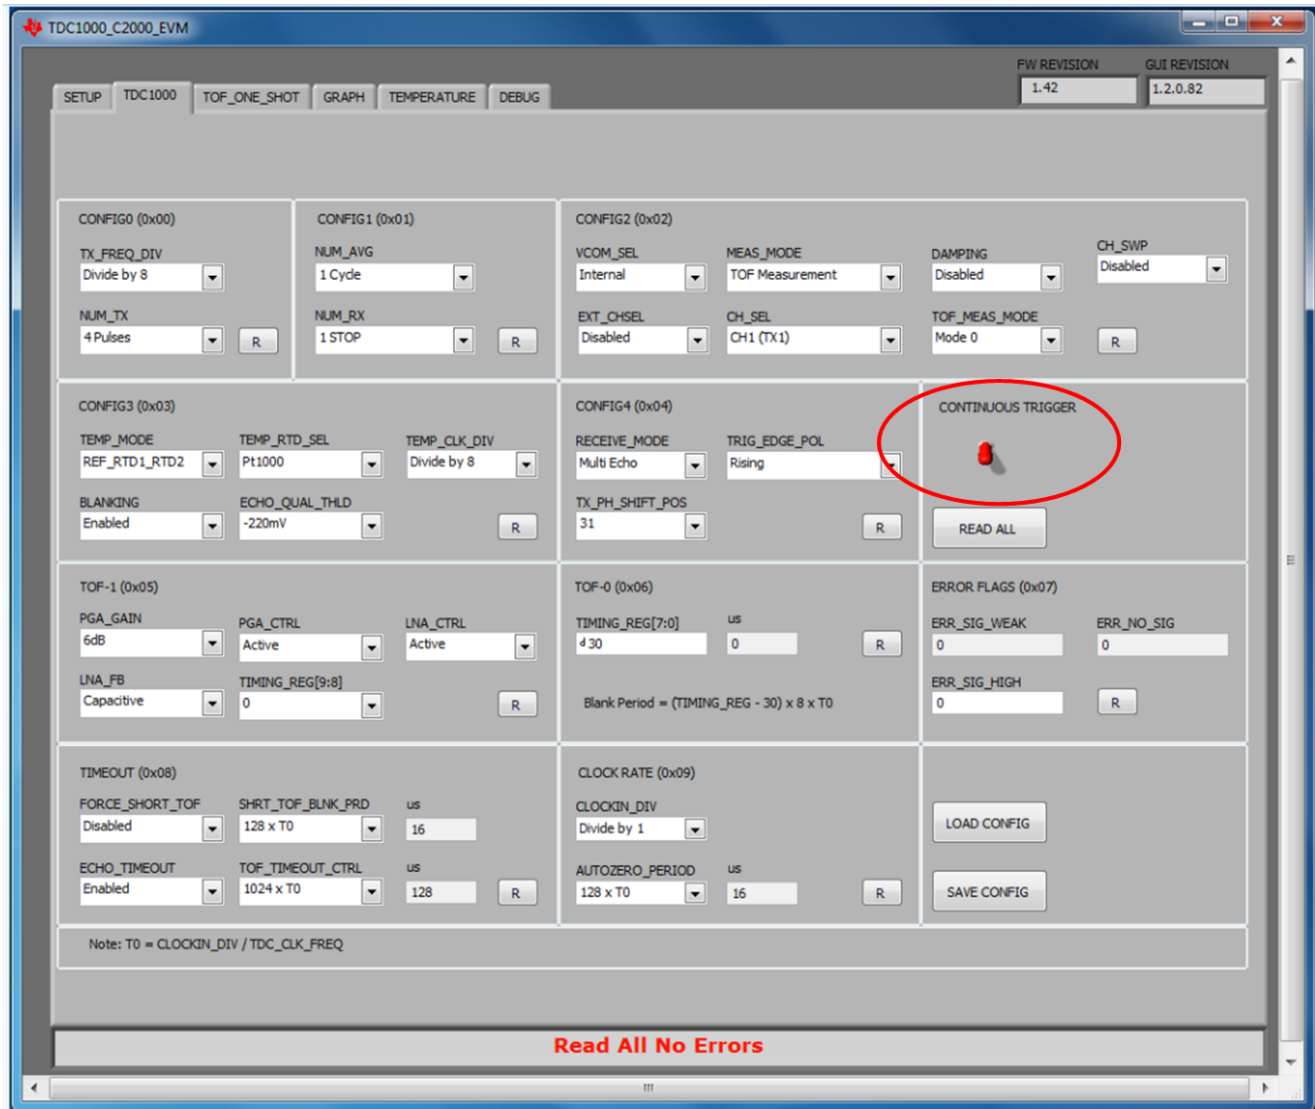 TDC1000_C2000_EVM
FW REVISION GUI REVISION
1.42 1.2.0.82
SETUP TDC1000 TOF_ONE_SHOT GRAPH TEMPERATURE DEBUG
CONFIG0 (0x00)
TX_FREQ_DIV
Divide by 8
NUM_TX
4 Pulses R
CONFIG1 (0x01)
NUM_AVG
1 Cycle
NUM_RX
1 STOP R
CONFIG2 (0x02)
VCOM_SEL MEAS_MODE DAMPING CH_SWP
Internal TOF Measurement Disabled Disabled
EXT_CHSEL CH_SEL TOF_MEAS_MODE
Disabled CH1 (TX1) Mode 0 R
CONFIG3 (0x03)
TEMP_MODE TEMP_RTD_SEL TEMP_CLK_DIV
REF_RTD1_RTD2 Pt1000 Divide by 8
BLANKING ECHO_QUAL_THLD
Enabled -220mV R
CONFIG4 (0x04)
RECEIVE_MODE TRIG_EDGE_POL
Multi Echo Rising
TX_PH_SHIFT_POS
31 R
CONTINUOUS TRIGGER
READ ALL
TOF-1 (0x05)
PGA_GAIN PGA_CTRL LNA_CTRL
6dB Active Active
LNA_FB TIMING_REG[9:8]
Capacitive 0 R
TOF-0 (0x06)
TIMING_REG[7:0] us
d 30 0 R
Blank Period = (TIMING_REG - 30) x 8 x T0
ERROR FLAGS (0x07)
ERR_SIG_WEAK ERR_NO_SIG
0 0
ERR_SIG_HIGH
0 R
TIMEOUT (0x08)
FORCE_SHORT_TOF SHRT_TOF_BLNK_PRD us
Disabled 128 x T0 16
ECHO_TIMEOUT TOF_TIMEOUT_CTRL us
Enabled 1024 x T0 128 R
CLOCK RATE (0x09)
CLOCKIN_DIV
Divide by 1
AUTOZERO_PERIOD us
128 x T0 16 R
LOAD CONFIG
SAVE CONFIG
Note: T0 = CLOCKIN_DIV / TDC_CLK_FREQ
Read All No Errors